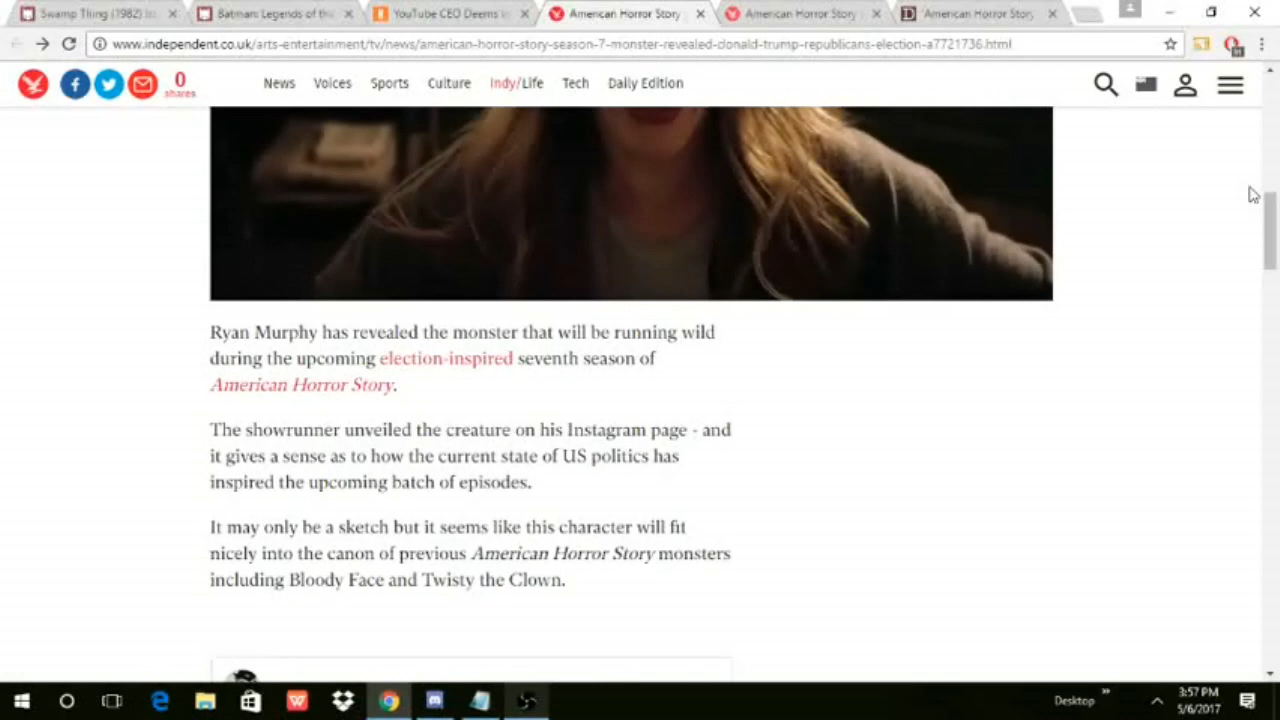 Swamp Thing (1982)
Batman: Legends of the
YouTube CEO Deems
American Horror Story
American Horror Story
'American Horror Story
www.independent.co.uk/arts-entertainment/tv/news/american-horror-story-season-7-monster-revealed-donald-trump-republicans-election-a7721736.html
0
shares
News
Voices
Sports
Culture
Indy/Life
Tech
Daily Edition
Ryan Murphy has revealed the monster that will be running wild
during the upcoming election-inspired seventh season of
American Horror Story.
The showrunner unveiled the creature on his Instagram page - and
it gives a sense as to how the current state of US politics has
inspired the upcoming batch of episodes.
It may only be a sketch but it seems like this character will fit
nicely into the canon of previous American Horror Story monsters
including Bloody Face and Twisty the Clown.
Desktop
3:57 PM
5/6/2017